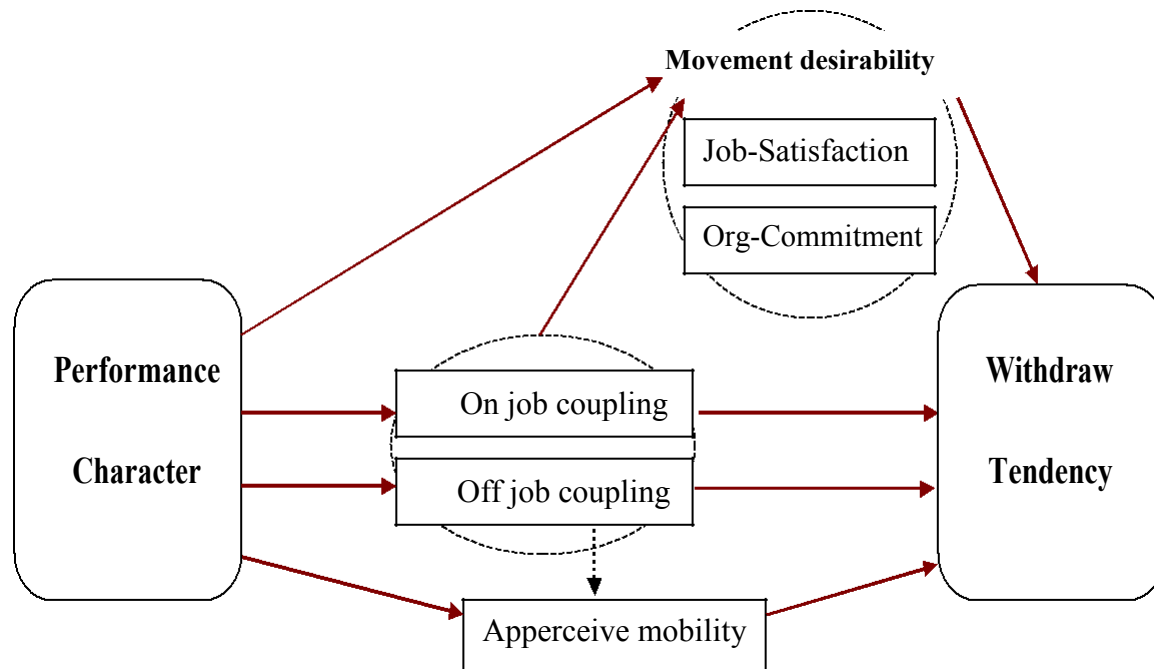 Movement desirability
Job-Satisfaction
Org-Commitment
Performance
Character
On job coupling
Off job coupling
Withdraw
Tendency
Apperceive mobility